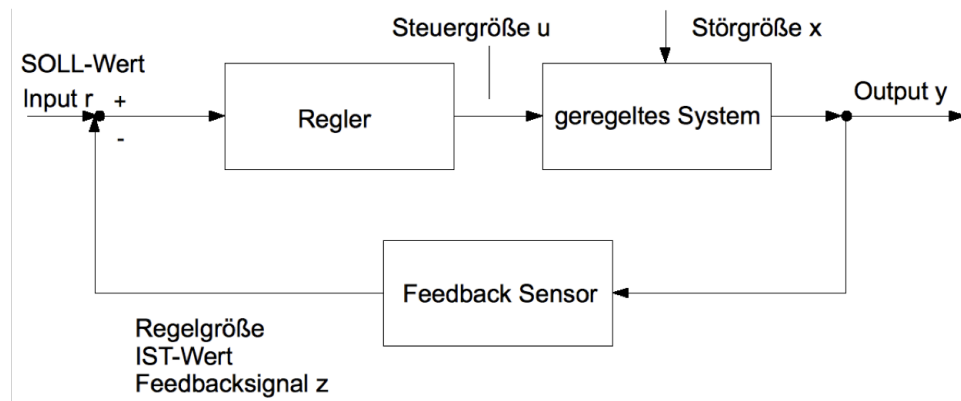 Steuergröße u
Störgröße x
SOLL-Wert
Input r
+
-
Regler
geregeltes System
Output y
Feedback Sensor
Regelgröße
IST-Wert
Feedbacksignal z